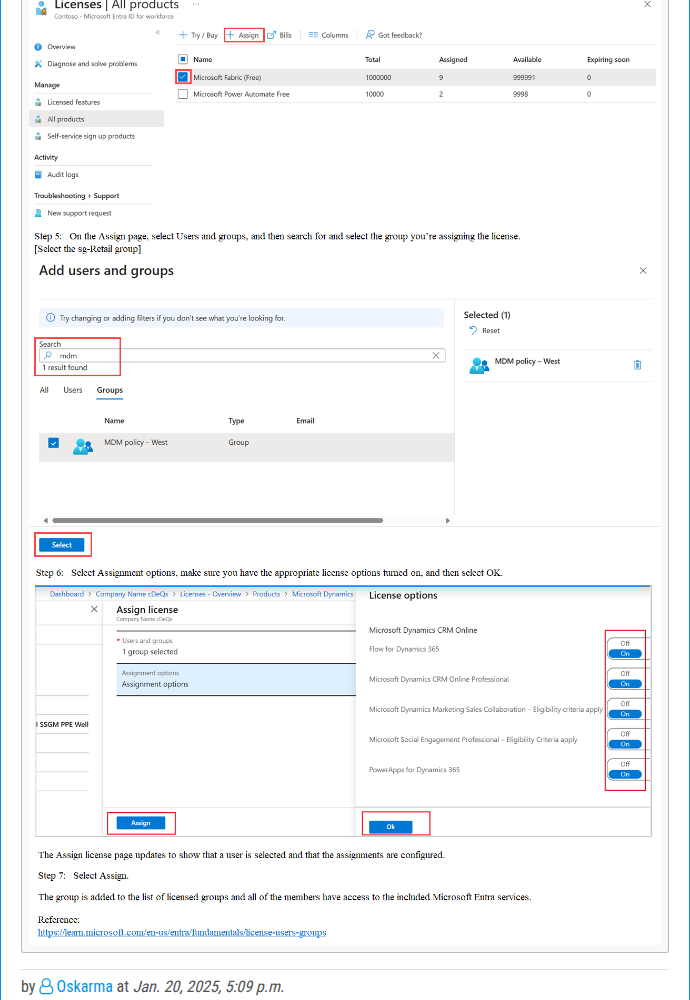 Licenses | All products ...
Contoso - Microsoft Entra ID for workforce
Overview
Diagnose and solve problems
Manage
Licensed features
All products
Self-service sign up products
Activity
Audit logs
Troubleshooting + Support
New support request
Try / Buy Assign Bills Columns Got feedback?
Name Total Assigned Available Expiring soon
Microsoft Fabric (Free) 1000000 9 999991 0
Microsoft Power Automate Free 10000 2 9998 0
Step 5: On the Assign page, select Users and groups, and then search for and select the group you're assigning the license.
[Select the sg-Retail group]
Add users and groups
Try changing or adding filters if you don't see what you're looking for.
Search
mdm
1 result found
All Users Groups
Name Type Email
MDM policy – West Group
Selected (1)
Reset
MDM policy – West
Select
Step 6: Select Assignment options, make sure you have the appropriate license options turned on, and then select OK.
Dashboard > Company Name cDeQx > Licenses - Overview > Products > Microsoft Dynamics
Assign license
Company Name cDeQx
* Users and groups
1 group selected
Assignment options
Assignment options
SSGM PPE Well
Assign
License options
Microsoft Dynamics CRM Online
Flow for Dynamics 365 Off On
Microsoft Dynamics CRM Online Professional Off On
Microsoft Dynamics Marketing Sales Collaboration – Eligibility criteria apply Off On
Microsoft Social Engagement Professional – Eligibility Criteria apply Off On
PowerApps for Dynamics 365 Off On
Ok
The Assign license page updates to show that a user is selected and that the assignments are configured.
Step 7: Select Assign.
The group is added to the list of licensed groups and all of the members have access to the included Microsoft Entra services.
Reference:
https://learn.microsoft.com/en-us/entra/fundamentals/license-users-groups
by Oskarma at Jan. 20, 2025, 5:09 p.m.